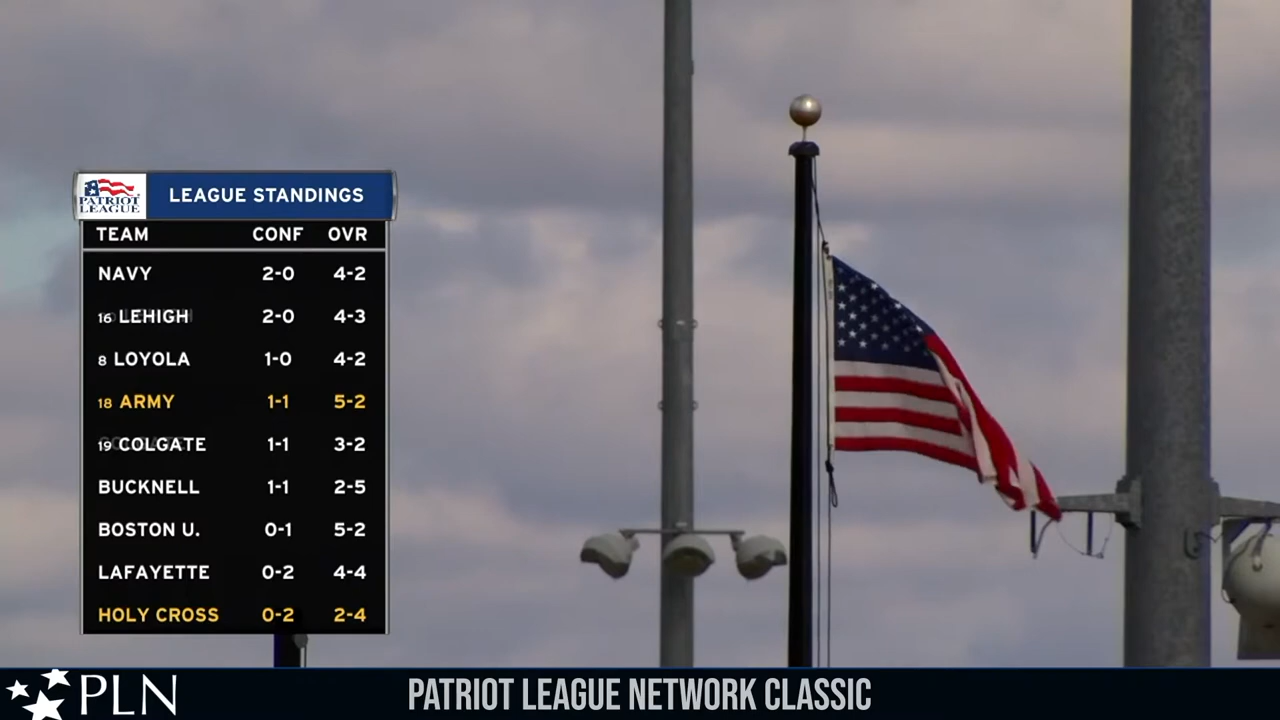 PATRIOT
LEAGUE
LEAGUE STANDINGS
TEAM CONF OVR
NAVY 2-0 4-2
16 LEHIGH 2-0 4-3
8 LOYOLA 1-0 4-2
18 ARMY 1-1 5-2
19 COLGATE 1-1 3-2
BUCKNELL 1-1 2-5
BOSTON U. 0-1 5-2
LAFAYETTE 0-2 4-4
HOLY CROSS 0-2 2-4
PLN
PATRIOT LEAGUE NETWORK CLASSIC